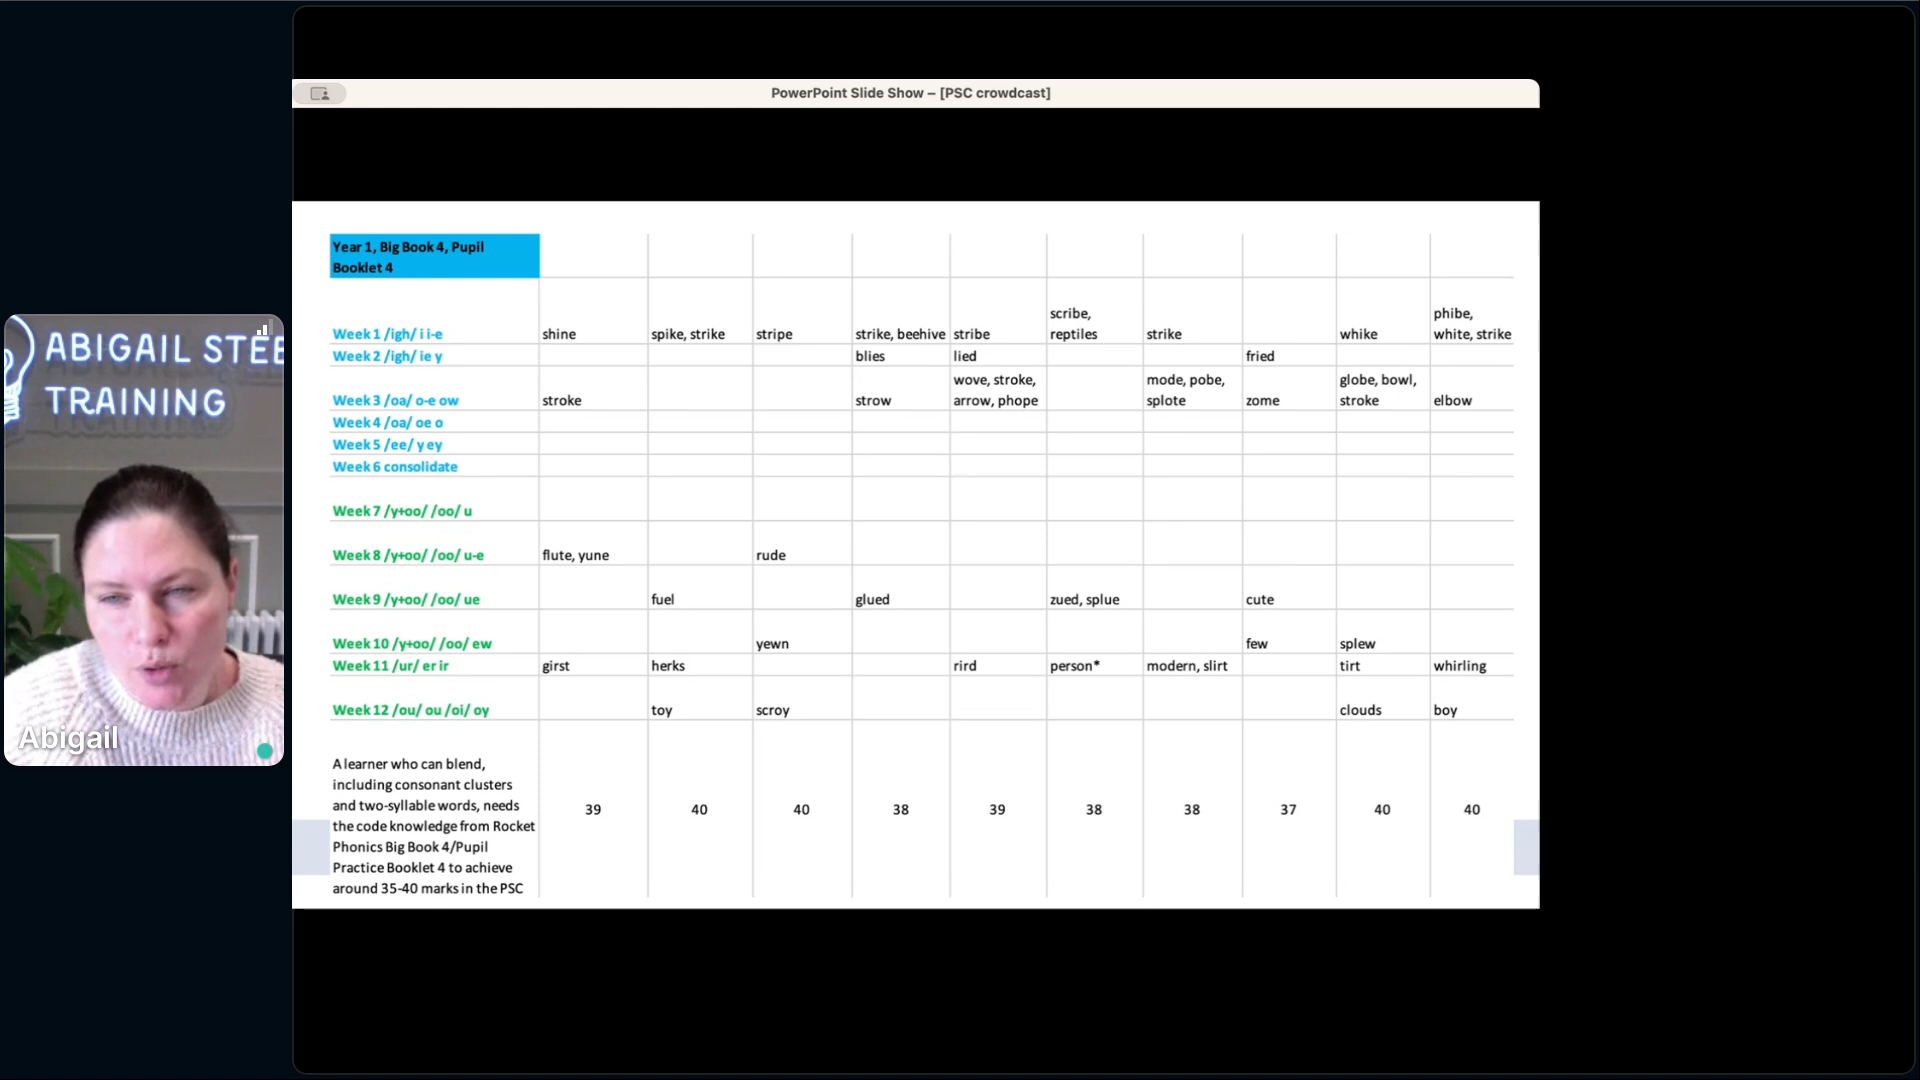 PowerPoint Slide Show – [PSC crowdcast]
Year 1, Big Book 4, Pupil
Booklet 4
Week 1 /igh/ i i-e shine spike, strike stripe strike, beehive stribe scribe, reptiles strike whike phibe, white, strike
Week 2 /igh/ ie y blies lied fried
Week 3 /oa/ o-e ow stroke strow wove, stroke, arrow, phope mode, pobe, splote zome globe, bowl, stroke elbow
Week 4 /oa/ oe o
Week 5 /ee/ y ey
Week 6 consolidate
Week 7 /y+oo/ /oo/ u
Week 8 /y+oo/ /oo/ u-e flute, yune rude
Week 9 /y+oo/ /oo/ ue fuel glued zued, splue cute
Week 10 /y+oo/ /oo/ ew yewn few splew
Week 11 /ur/ er ir girst herks rird person* modern, slirt tirt whirling
Week 12 /ou/ ou /oi/ oy toy scroy clouds boy
A learner who can blend,
including consonant clusters
and two-syllable words, needs
the code knowledge from Rocket
Phonics Big Book 4/Pupil
Practice Booklet 4 to achieve
around 35-40 marks in the PSC
39 40 40 38 39 38 38 37 40 40
ABIGAIL STEE
TRAINING
Abigail